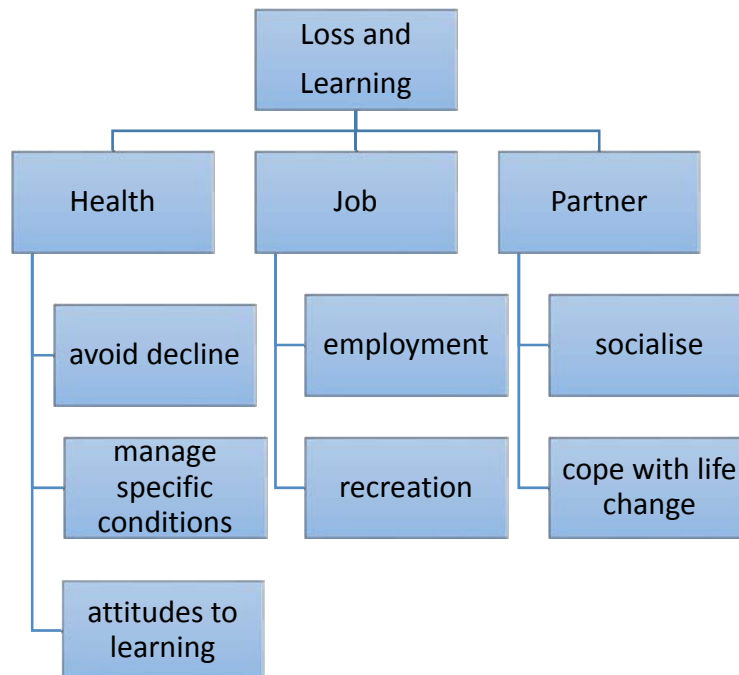 Loss and
Learning
Health
Job
Partner
avoid decline
employment
socialise
manage
specific
conditions
recreation
cope with life
change
attitudes to
learning